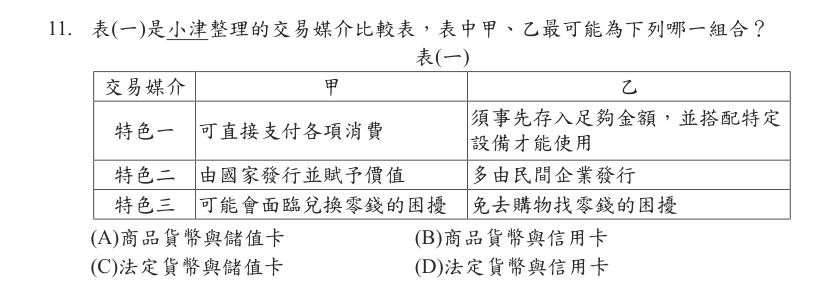 11. 表(一)是小津整理的交易媒介比較表，表中甲、乙最可能為下列哪一組合？
表(一)
交易媒介 甲 乙
特色一 可直接支付各項消費 須事先存入足夠金額，並搭配特定設備才能使用
特色二 由國家發行並賦予價值 多由民間企業發行
特色三 可能會面臨兌換零錢的困擾 免去購物找零錢的困擾
(A)商品貨幣與儲值卡 (B)商品貨幣與信用卡
(C)法定貨幣與儲值卡 (D)法定貨幣與信用卡